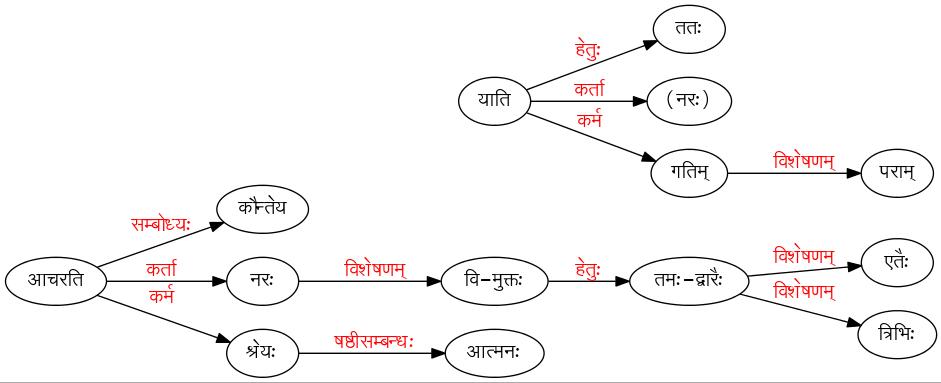 ततः
हेतुः
याति कर्ता (नरः)
कर्म
गतिम् विशेषणम् पराम्
कौन्तेय
सम्बोध्यः
आचरति कर्ता नरः विशेषणम् वि-मुक्तः हेतुः तमः-द्वारैः विशेषणम् एतैः
कर्म विशेषणम्
त्रिभिः
श्रेयः षष्ठीसम्बन्धः आत्मनः